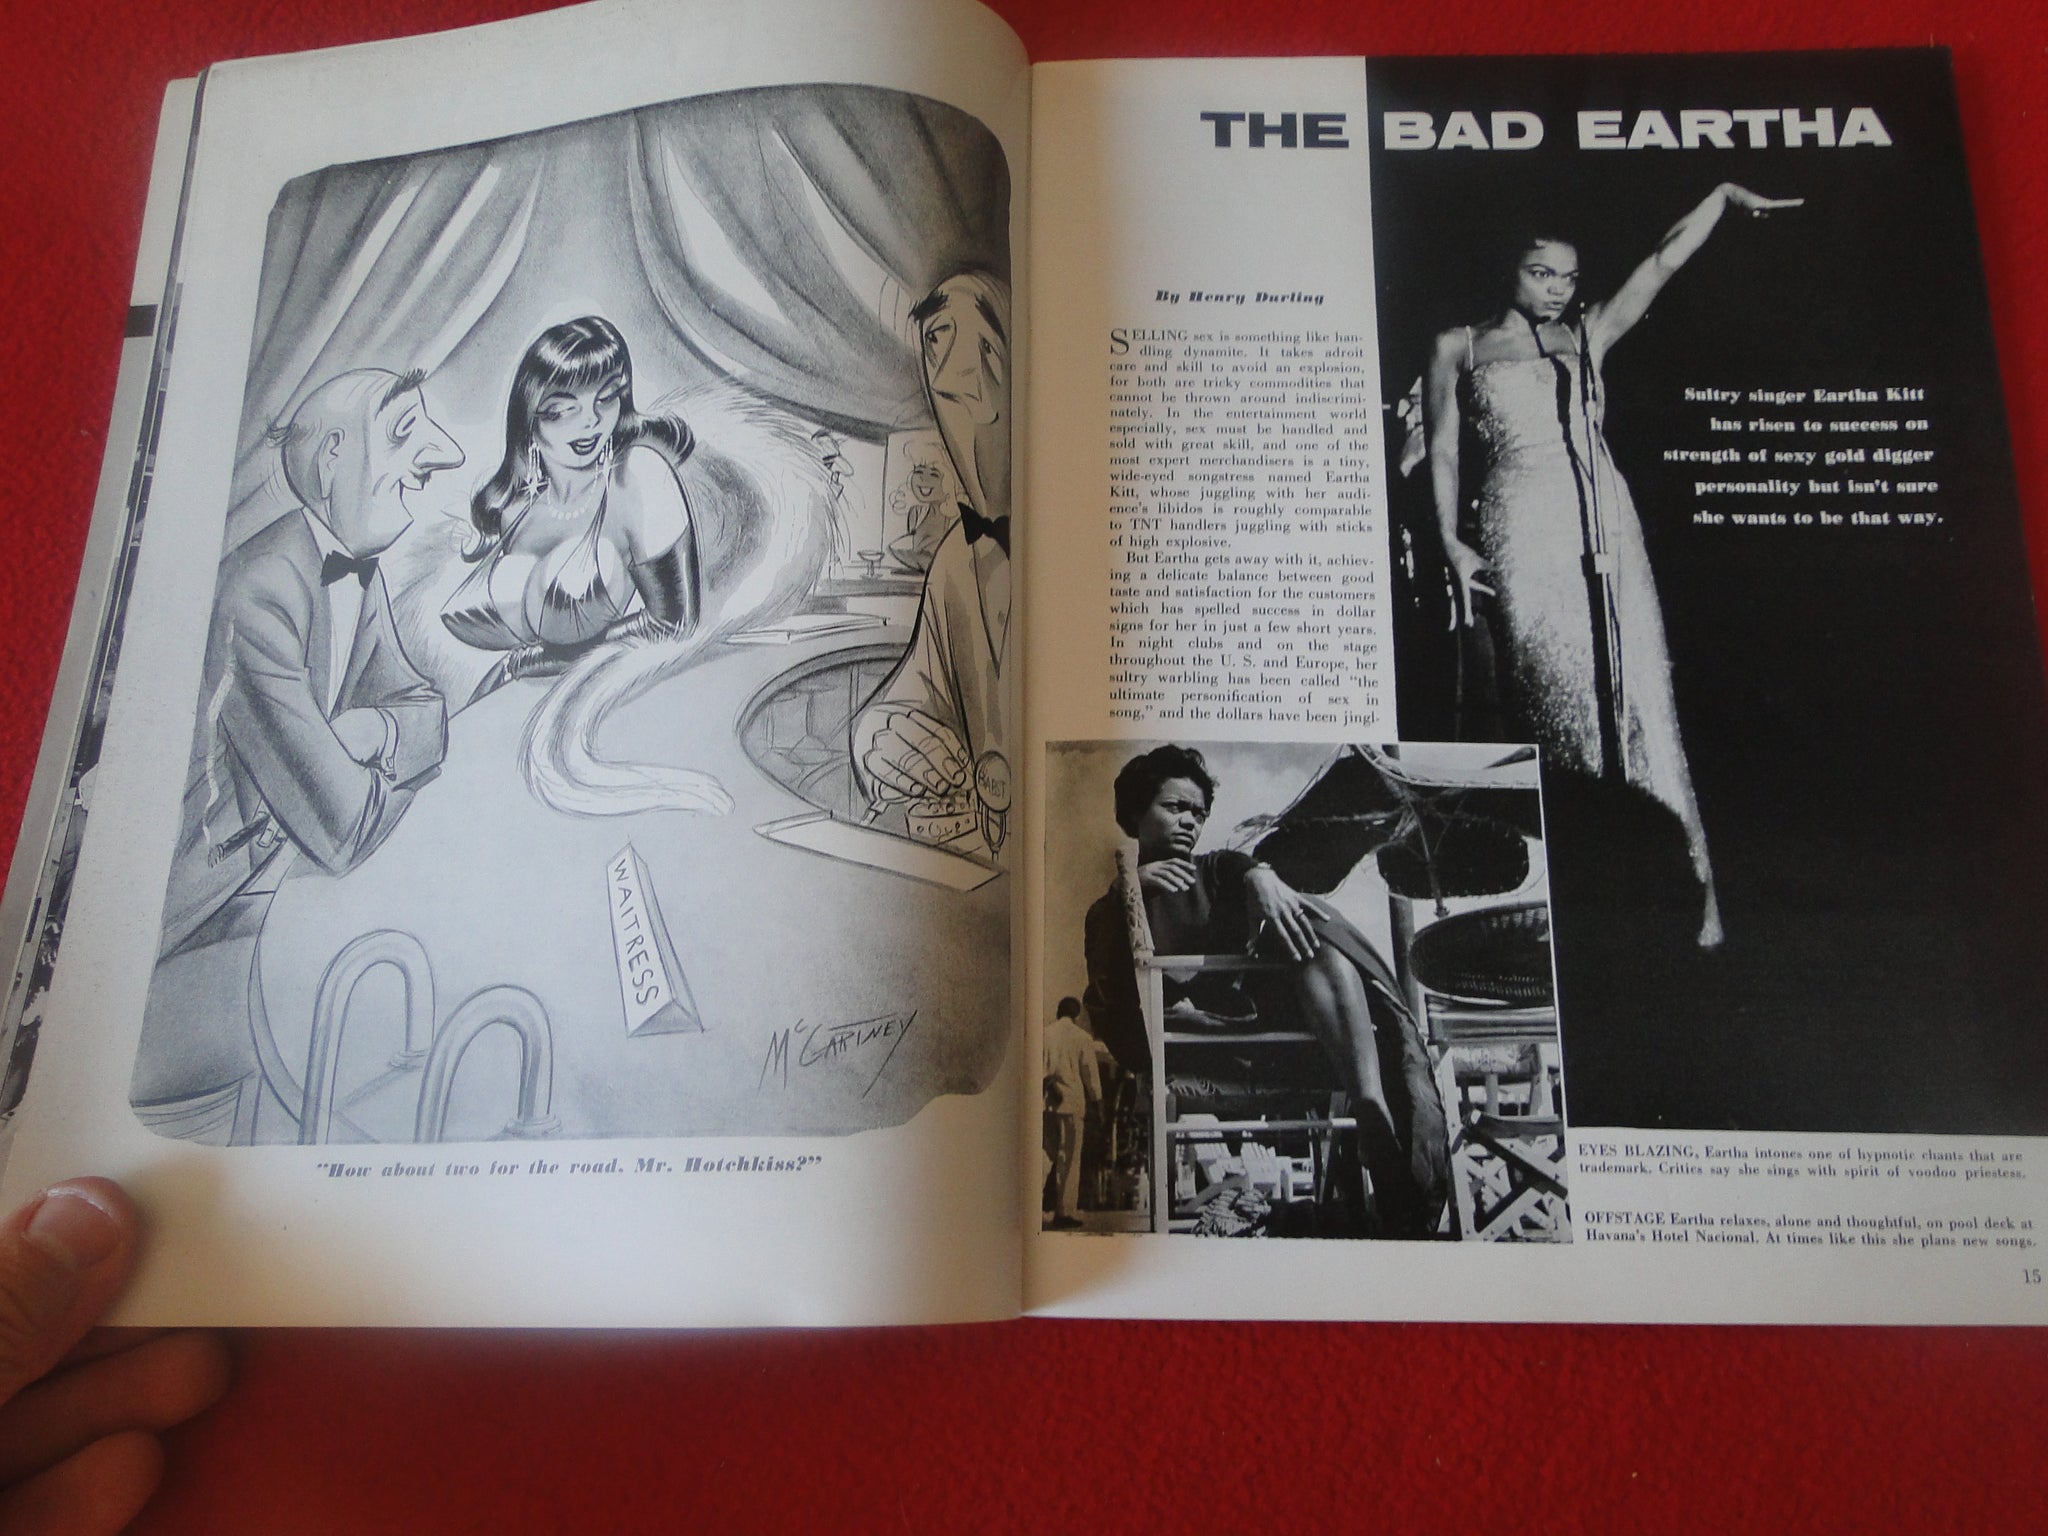 PABST
WAITRESS
McCARTNEY
"How about two for the road, Mr. Hotchkiss?"
THE BAD EARTHA
By Henry Durling
SELLING sex is something like han-
dling dynamite. It takes adroit
care and skill to avoid an explosion,
for both are tricky commodities that
cannot be thrown around indiscrimi-
nately. In the entertainment world
especially, sex must be handled and
sold with great skill, and one of the
most expert merchandisers is a tiny,
wide-eyed songstress named Eartha
Kitt, whose juggling with her audi-
ence's libidos is roughly comparable
to TNT handlers juggling with sticks
of high explosive.
But Eartha gets away with it, achiev-
ing a delicate balance between good
taste and satisfaction for the customers
which has spelled success in dollar
signs for her in just a few short years.
In night clubs and on the stage
throughout the U. S. and Europe, her
sultry warbling has been called "the
ultimate personification of sex in
song," and the dollars have been jingl-
Sultry singer Eartha Kitt
has risen to success on
strength of sexy gold digger
personality but isn't sure
she wants to be that way.
EYES BLAZING, Eartha intones one of hypnotic chants that are
trademark. Critics say she sings with spirit of voodoo priestess.
OFFSTAGE Eartha relaxes, alone and thoughtful, on pool deck at
Havana's Hotel Nacional. At times like this she plans new songs.
15